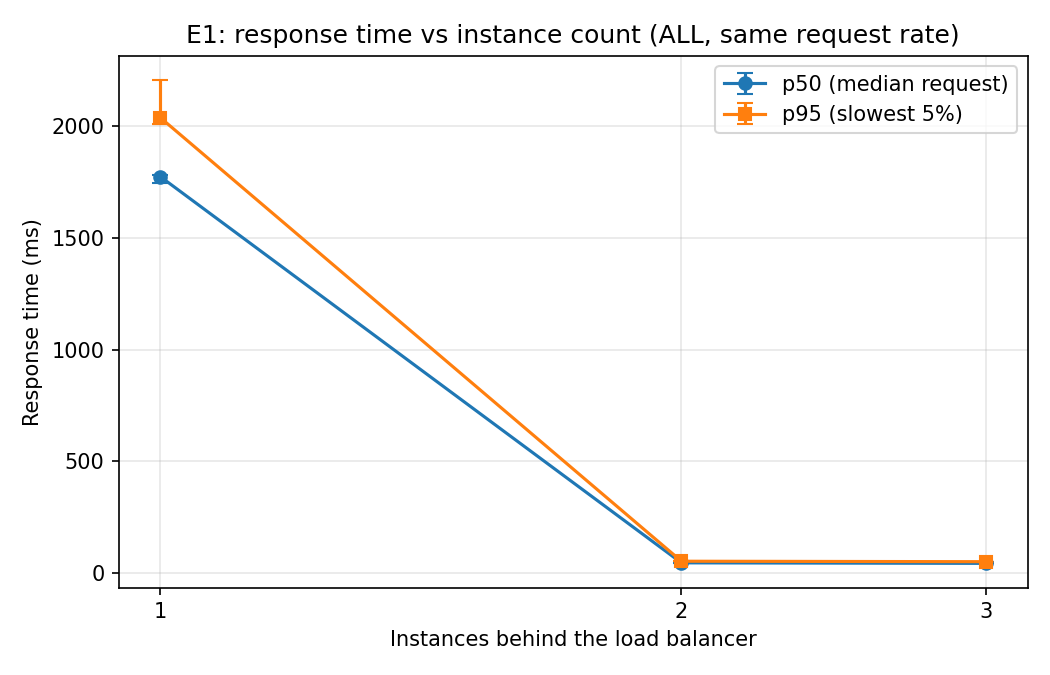 E1: response time vs instance count (ALL, same request rate)
p50 (median request)
p95 (slowest 5%)
2000
1500
1000
500
0
Response time (ms)
1
2
3
Instances behind the load balancer